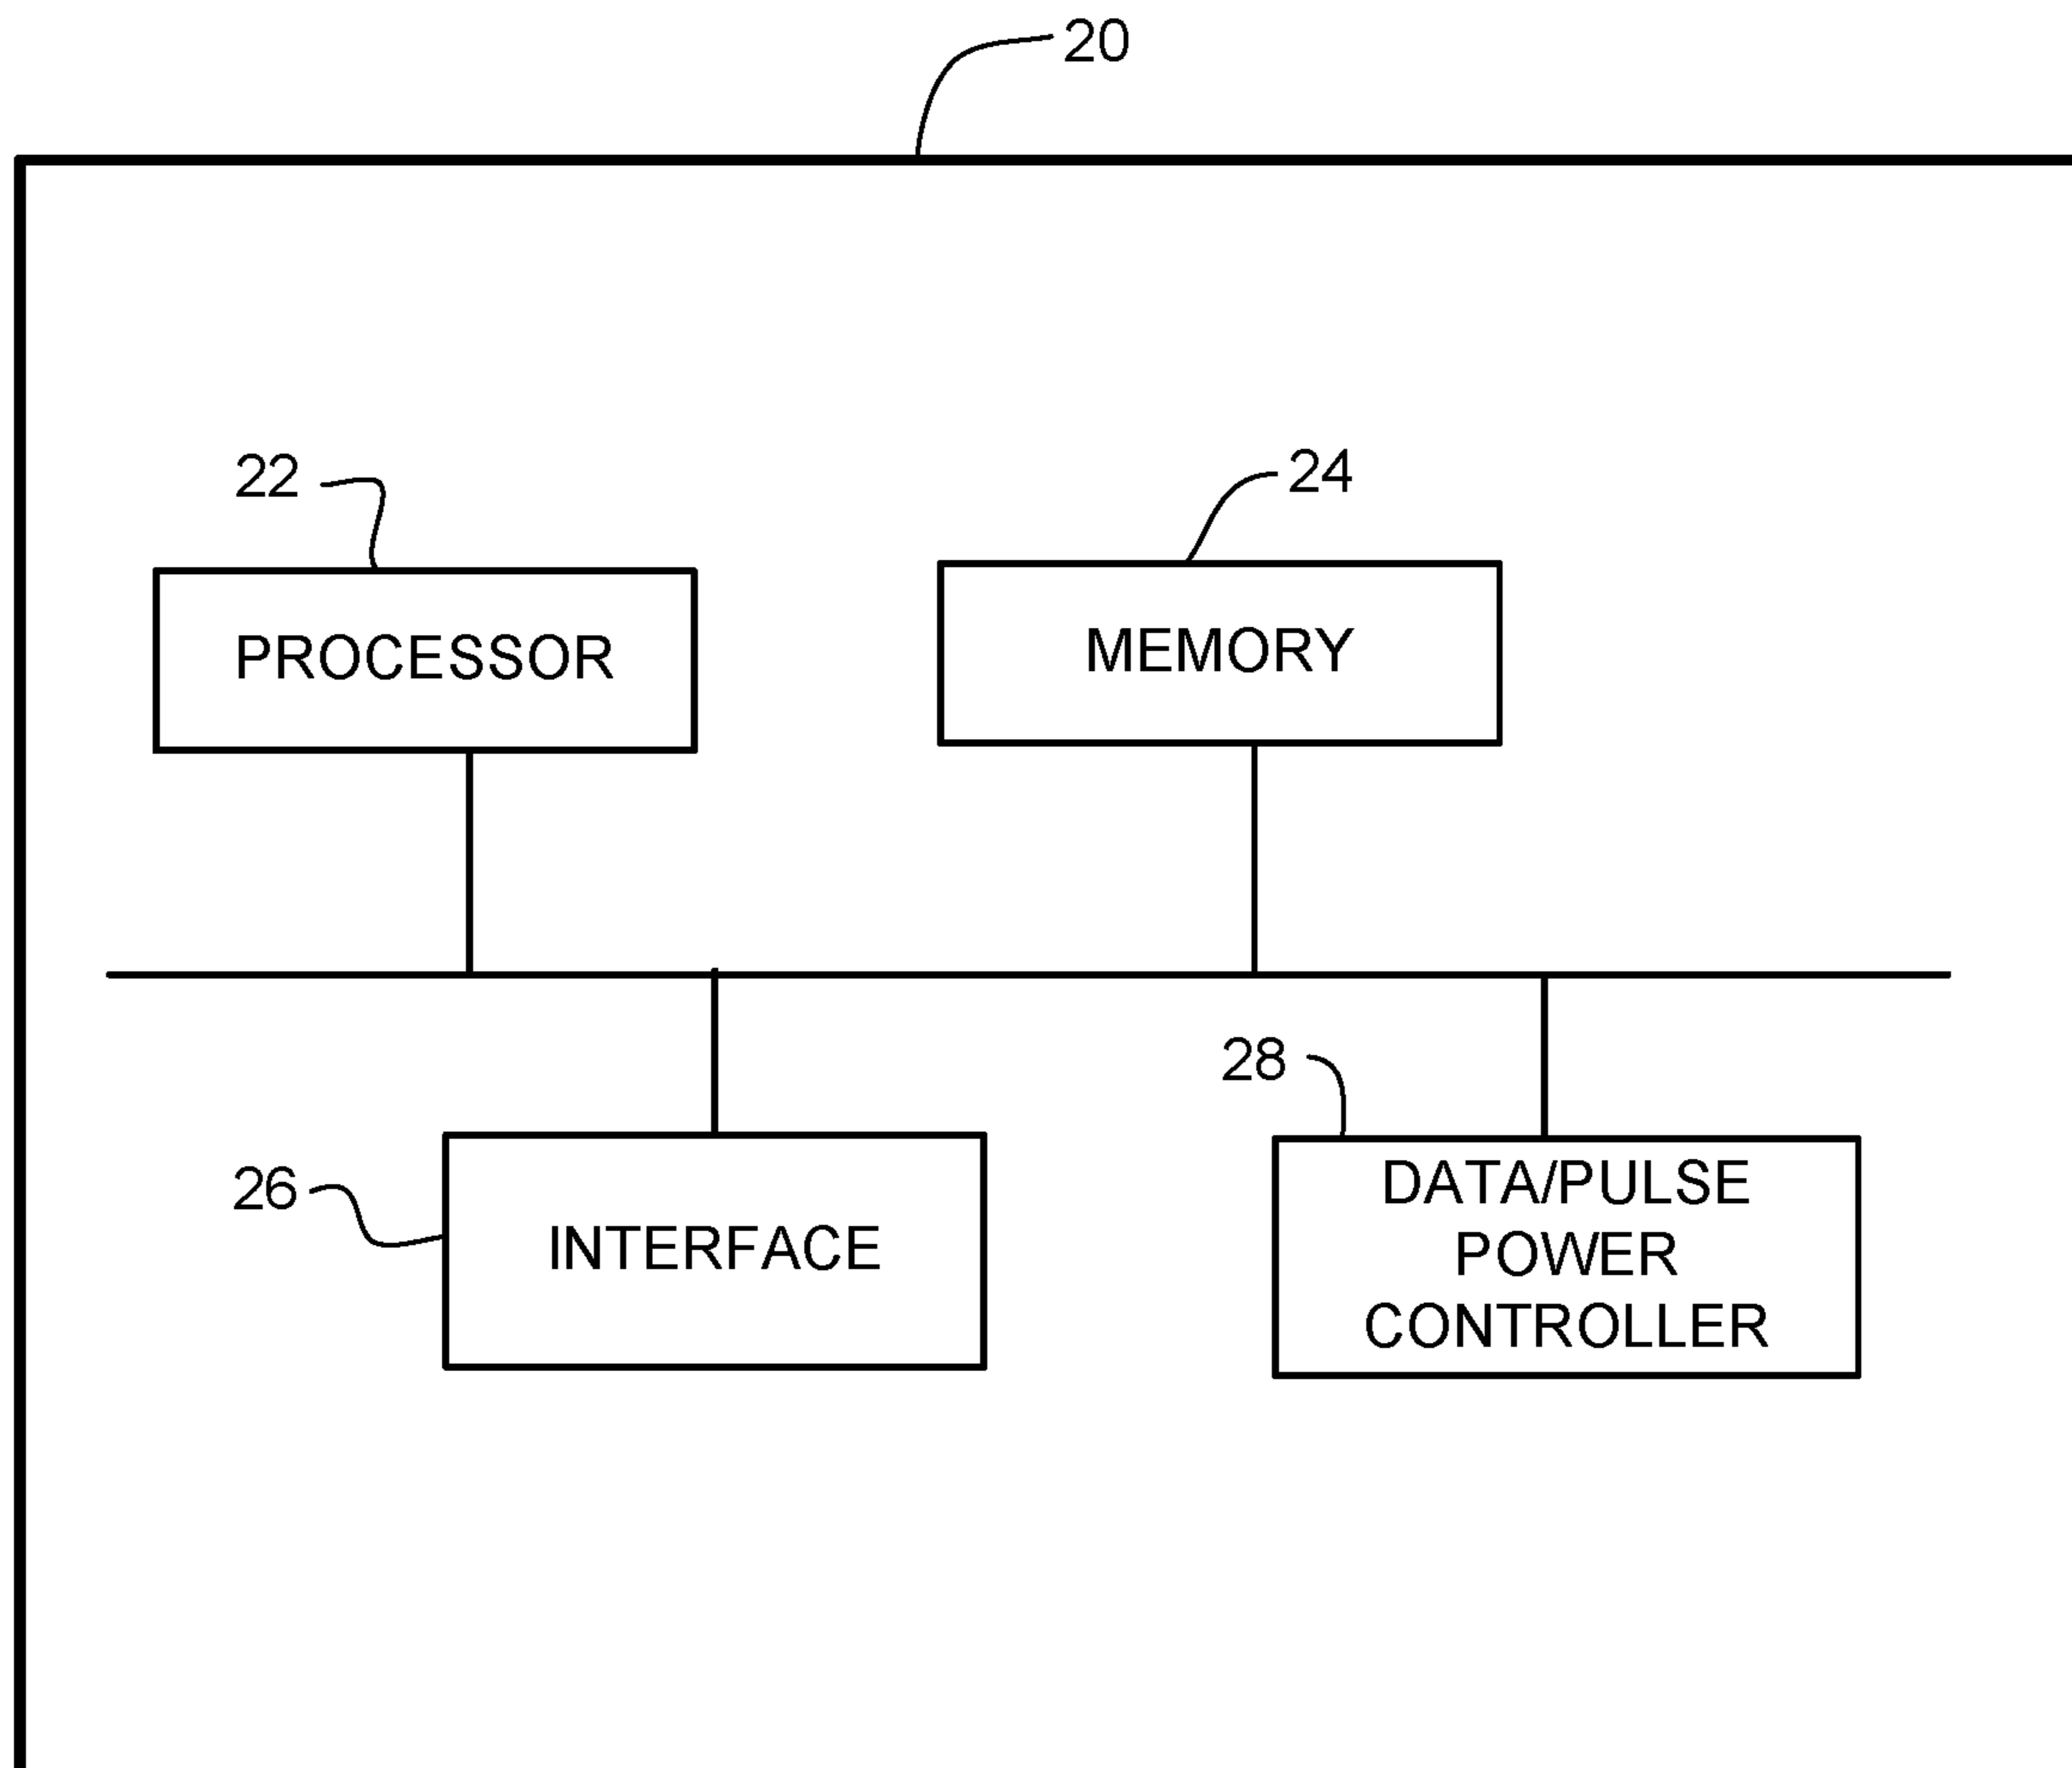 20
22
24
PROCESSOR
MEMORY
28
26
INTERFACE
DATA/PULSE
POWER
CONTROLLER